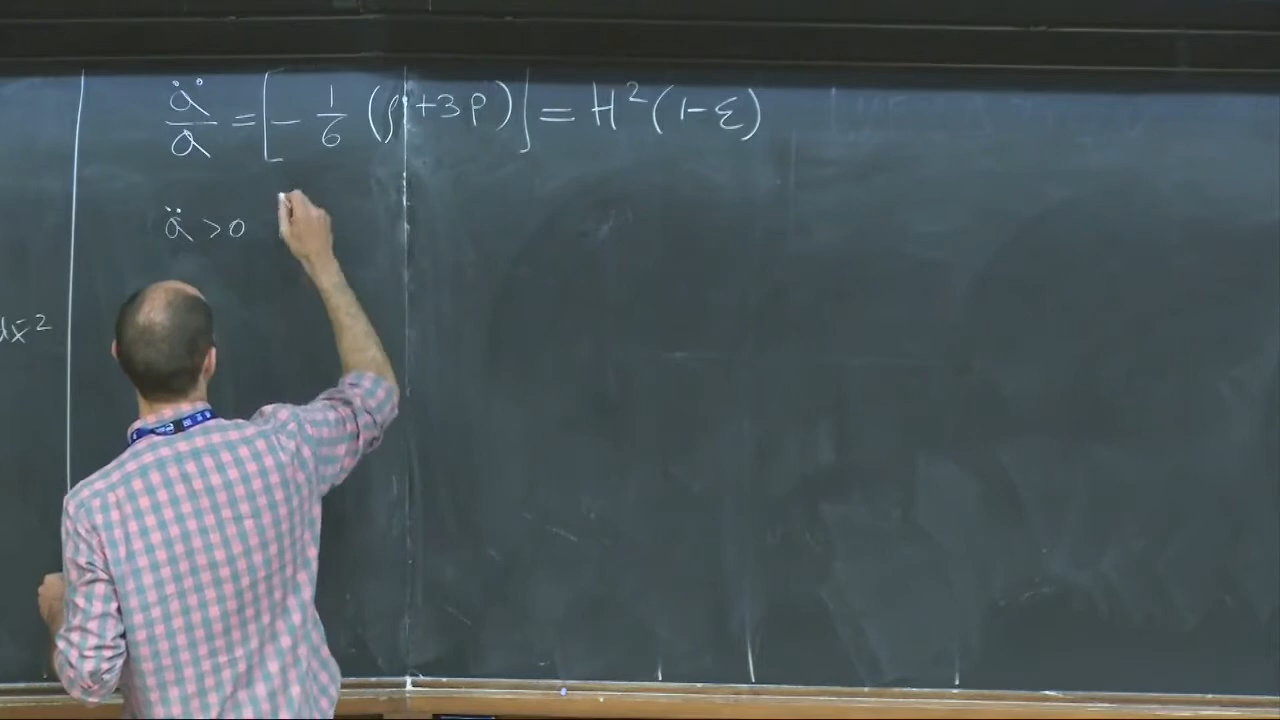 ä/a = [- 1/6 (ρ+3p)] = H²(1-ε)
ä >0
dx²